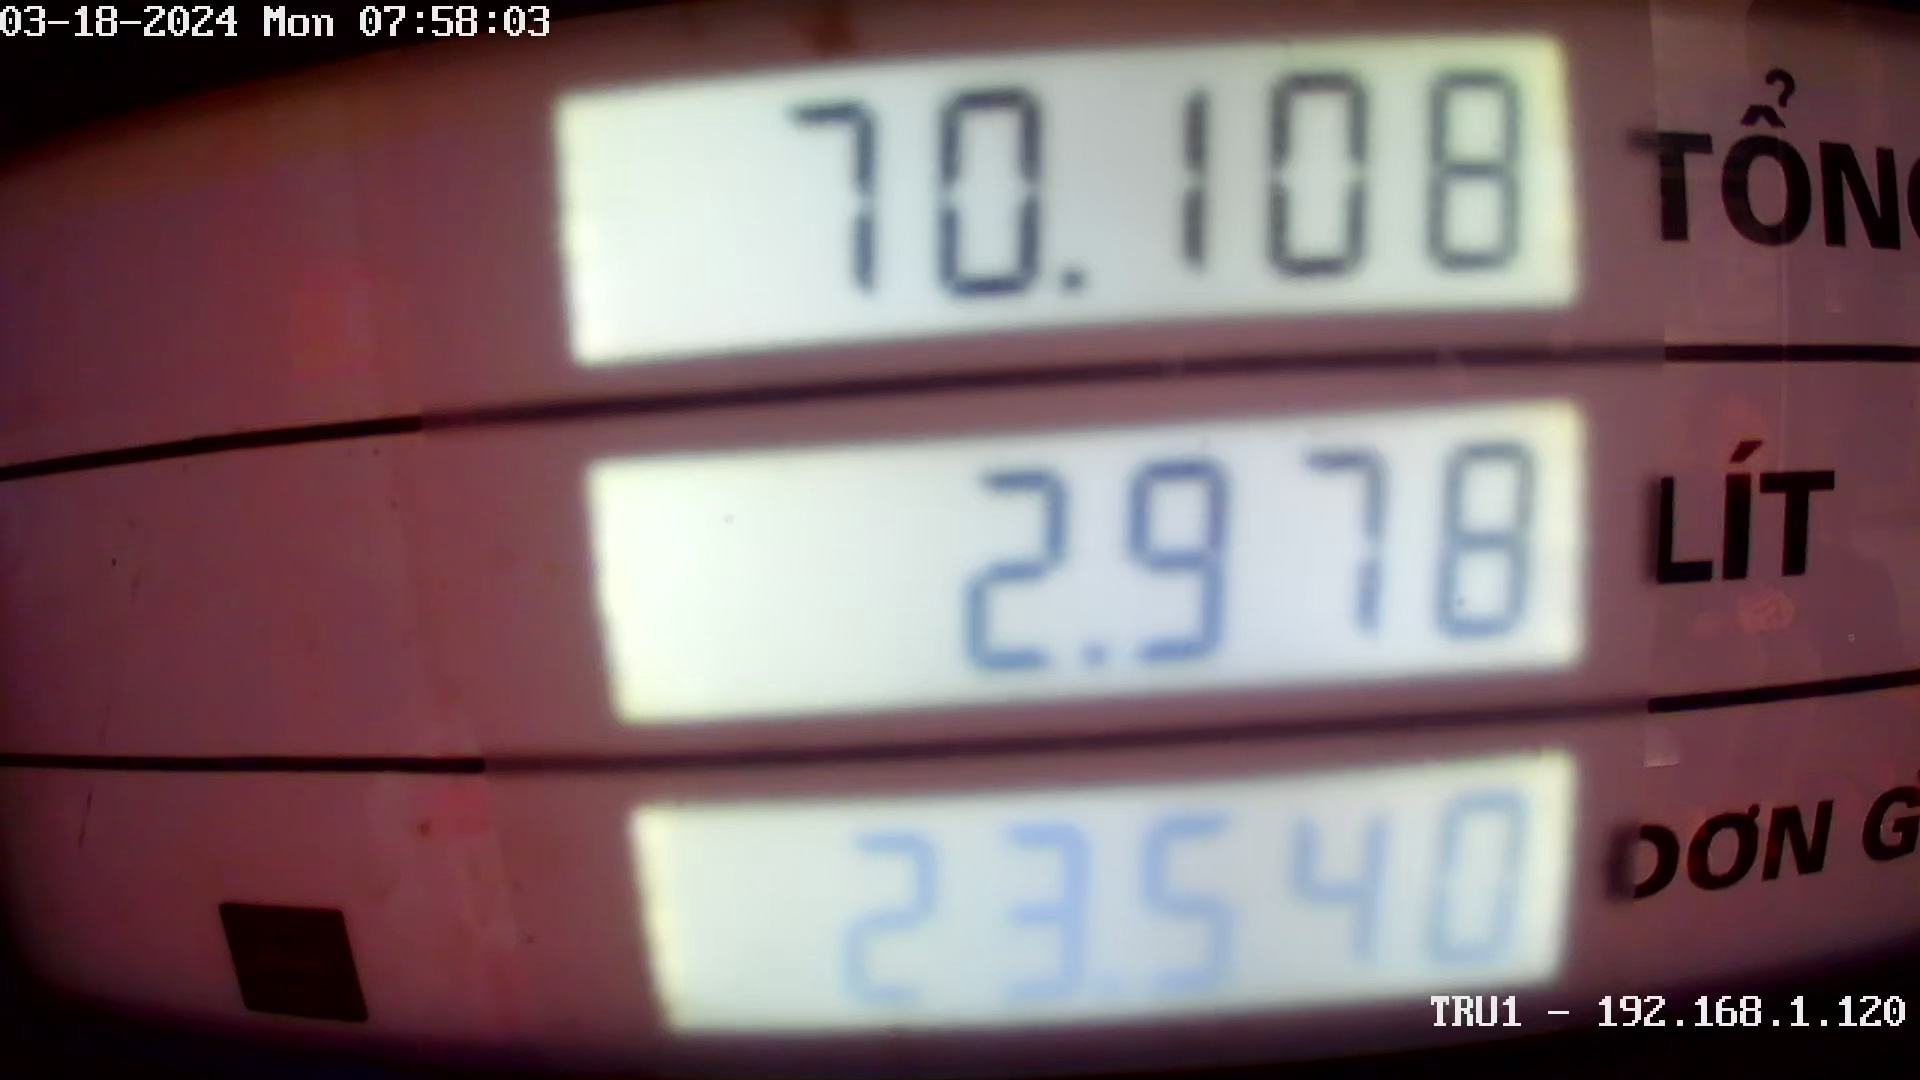 03-18-2024 Mon 07:58:03
70.108 TỔNG
2.978 LÍT
23.540 ĐƠN G
TRU1 - 192.168.1.120